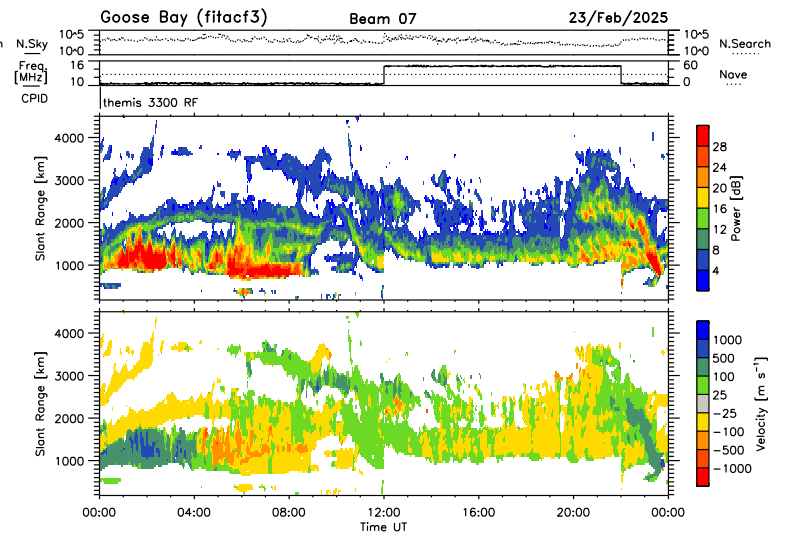 Goose Bay (fitacf3) Beam 07 23/Feb/2025
n N.Sky 10^5 10^0 10^5 10^0 N.Search
Freq. [MHz] 16 10 60 0 Nave
CPID themis 3300 RF
Slant Range [km] 4000 3000 2000 1000
Power [dB] 28 24 20 16 12 8 4
Slant Range [km] 4000 3000 2000 1000
Velocity [m s⁻¹] 1000 500 100 25 −25 −100 −500 −1000
00:00 04:00 08:00 12:00 16:00 20:00 00:00
Time UT